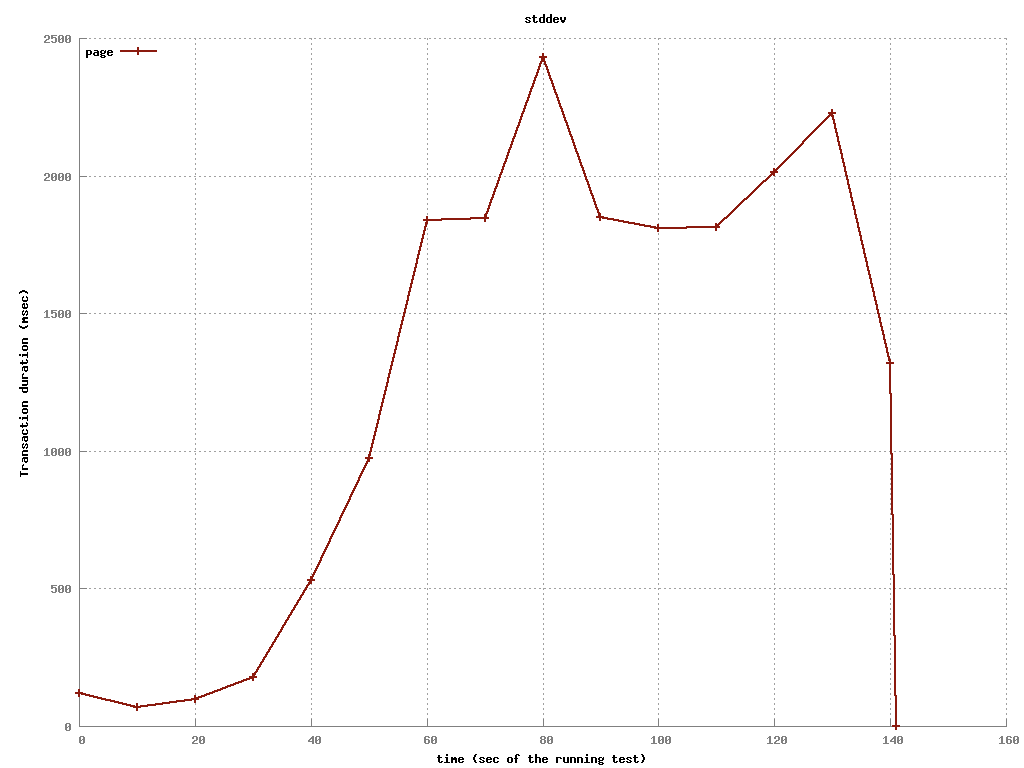 stddev
page
2500
2000
1500
1000
500
0
Transaction duration (msec)
0 20 40 60 80 100 120 140 160
time (sec of the running test)